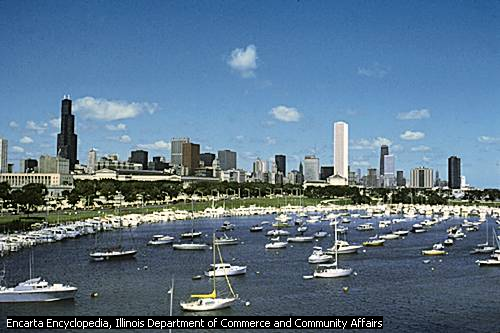 Encarta Encyclopedia, Illinois Department of Commerce and Community Affairs